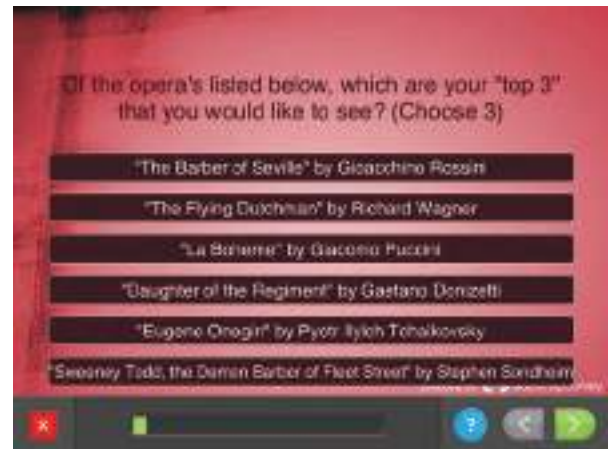 Of the opera's listed below, which are your "top 3"
that you would like to see? (Choose 3)
"The Barber of Seville" by Gioacchino Rossini
"The Flying Dutchman" by Richard Wagner
"La Boheme" by Giacomo Puccini
"Daughter of the Regiment" by Gaetano Donizetti
"Eugene Onegin" by Pyotr Ilyich Tchaikovsky
"Sweeney Todd, the Demon Barber of Fleet Street" by Stephen Sondheim
X
?